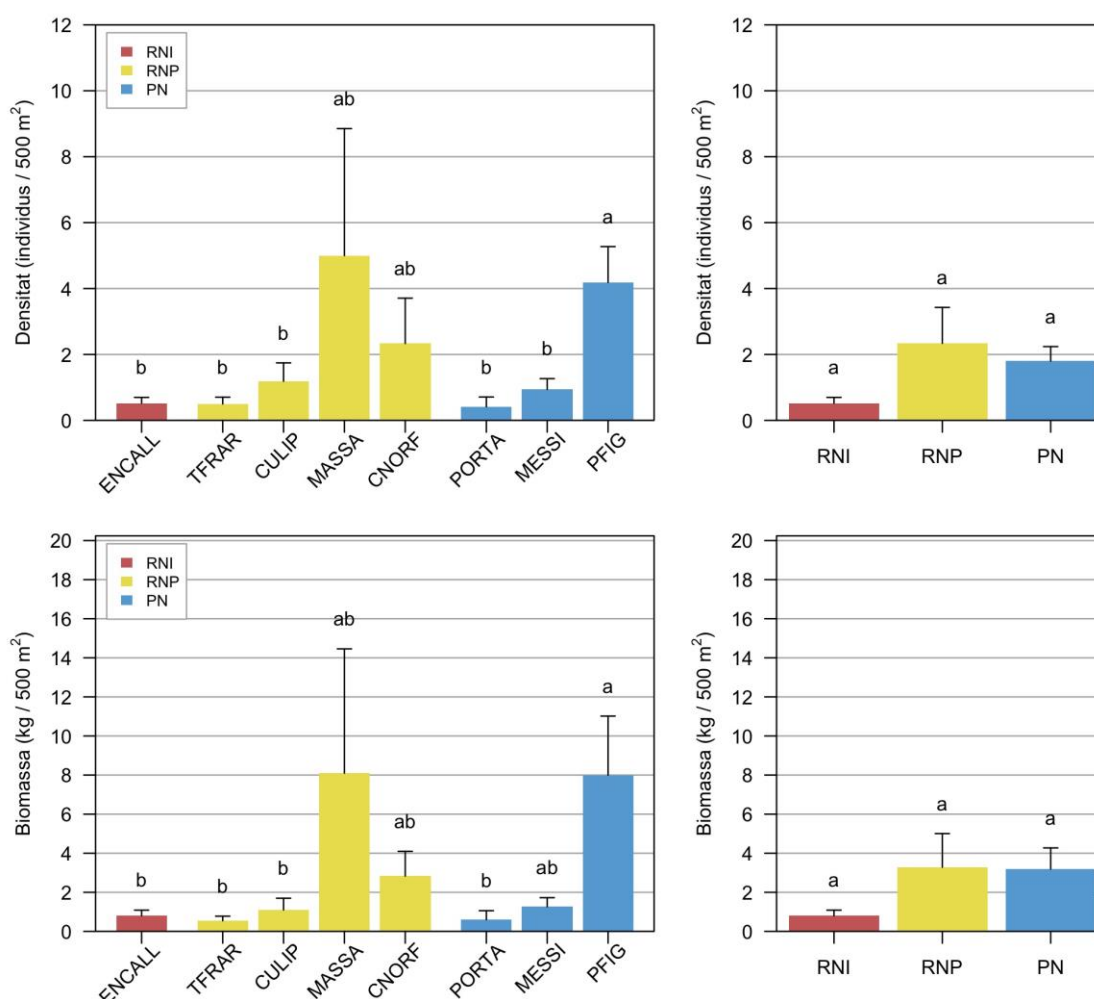 Densitat (individus / 500 m²)
12
10
8
6
4
2
0
RNI
RNP
PN
b
b
b
ab
ab
b
b
a
ENCALL
TFRAR
CULIP
MASSA
CNORF
PORTA
MESSI
PFIG
Densitat (individus / 500 m²)
12
10
8
6
4
2
0
a
a
a
RNI
RNP
PN
Biomassa (kg / 500 m²)
20
18
16
14
12
10
8
6
4
2
0
RNI
RNP
PN
b
b
b
ab
ab
b
ab
a
ENCALL
TFRAR
CULIP
MASSA
CNORF
PORTA
MESSI
PFIG
Biomassa (kg / 500 m²)
20
18
16
14
12
10
8
6
4
2
0
a
a
a
RNI
RNP
PN